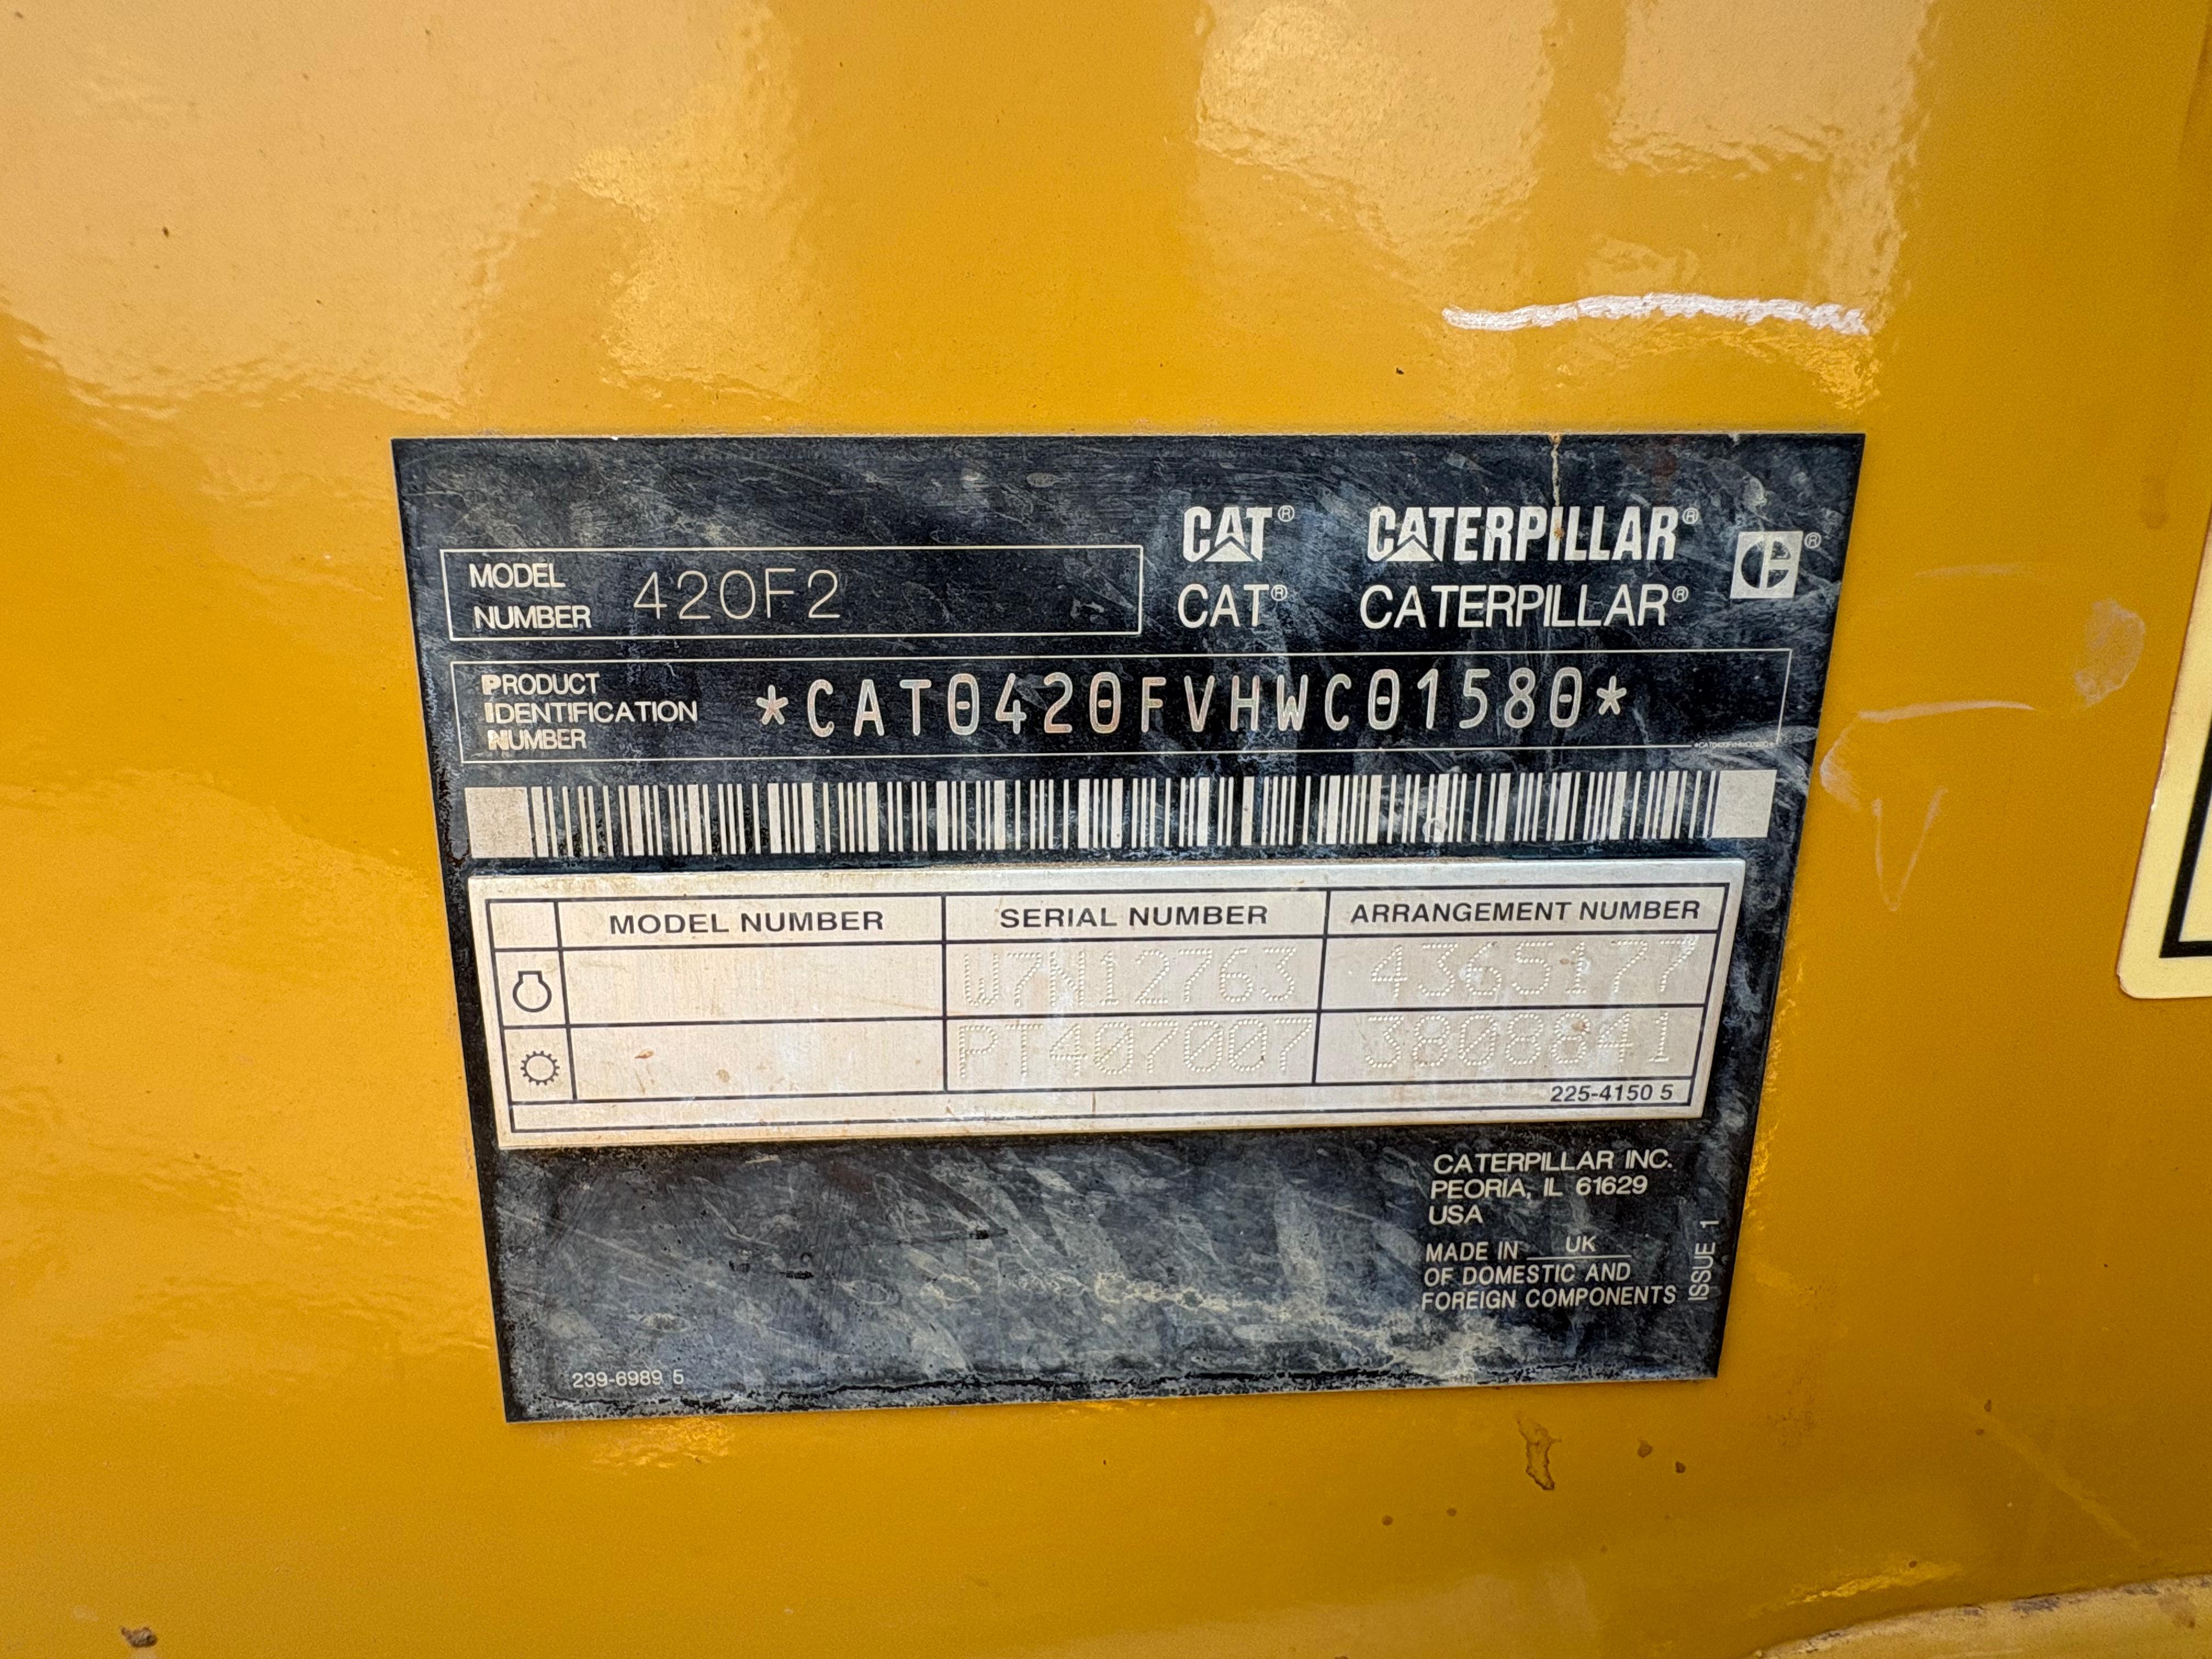 CAT® CATERPILLAR®
MODEL NUMBER 420F2
CAT® CATERPILLAR®
PRODUCT IDENTIFICATION NUMBER *CAT0420FVHWC01580*
MODEL NUMBER SERIAL NUMBER ARRANGEMENT NUMBER
W7N12763 4365177
PT407007 3808841
225-4150 5
CATERPILLAR INC.
PEORIA, IL 61629
USA
MADE IN UK
OF DOMESTIC AND
FOREIGN COMPONENTS
ISSUE 1
239-6989 5